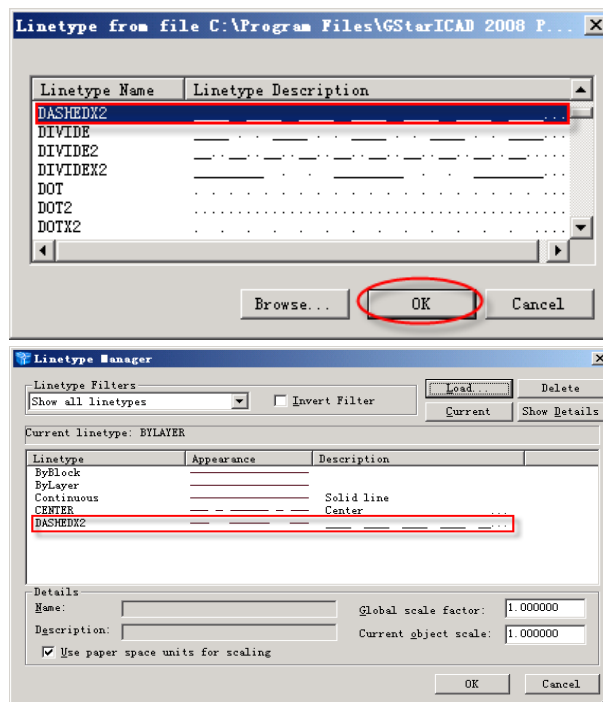 Linetype from file C:\Program Files\GStarICAD 2008 P...
Linetype Name Linetype Description
DASHEDX2
DIVIDE
DIVIDE2
DIVIDEX2
DOT
DOT2
DOTX2
Browse... OK Cancel
Linetype Manager
Linetype Filters
Show all linetypes Invert Filter Load... Delete
Current Show Details
Current linetype: BYLAYER
Linetype Appearance Description
ByBlock
ByLayer
Continuous Solid line
CENTER Center ...
DASHEDX2 ...
Details
Name: Global scale factor: 1.000000
Description: Current object scale: 1.000000
Use paper space units for scaling
OK Cancel